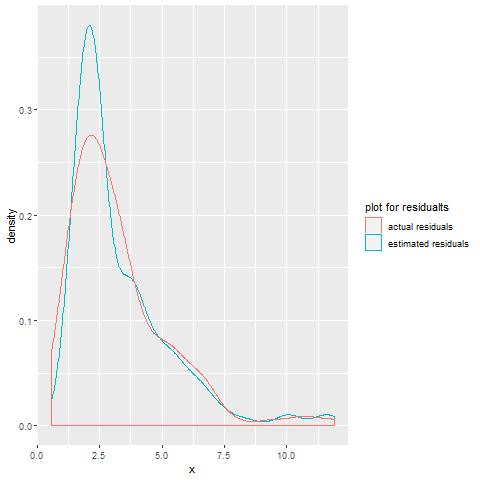 density
0.3
0.2
0.1
0.0
0.0
2.5
5.0
7.5
10.0
x
plot for residualts
actual residuals
estimated residuals